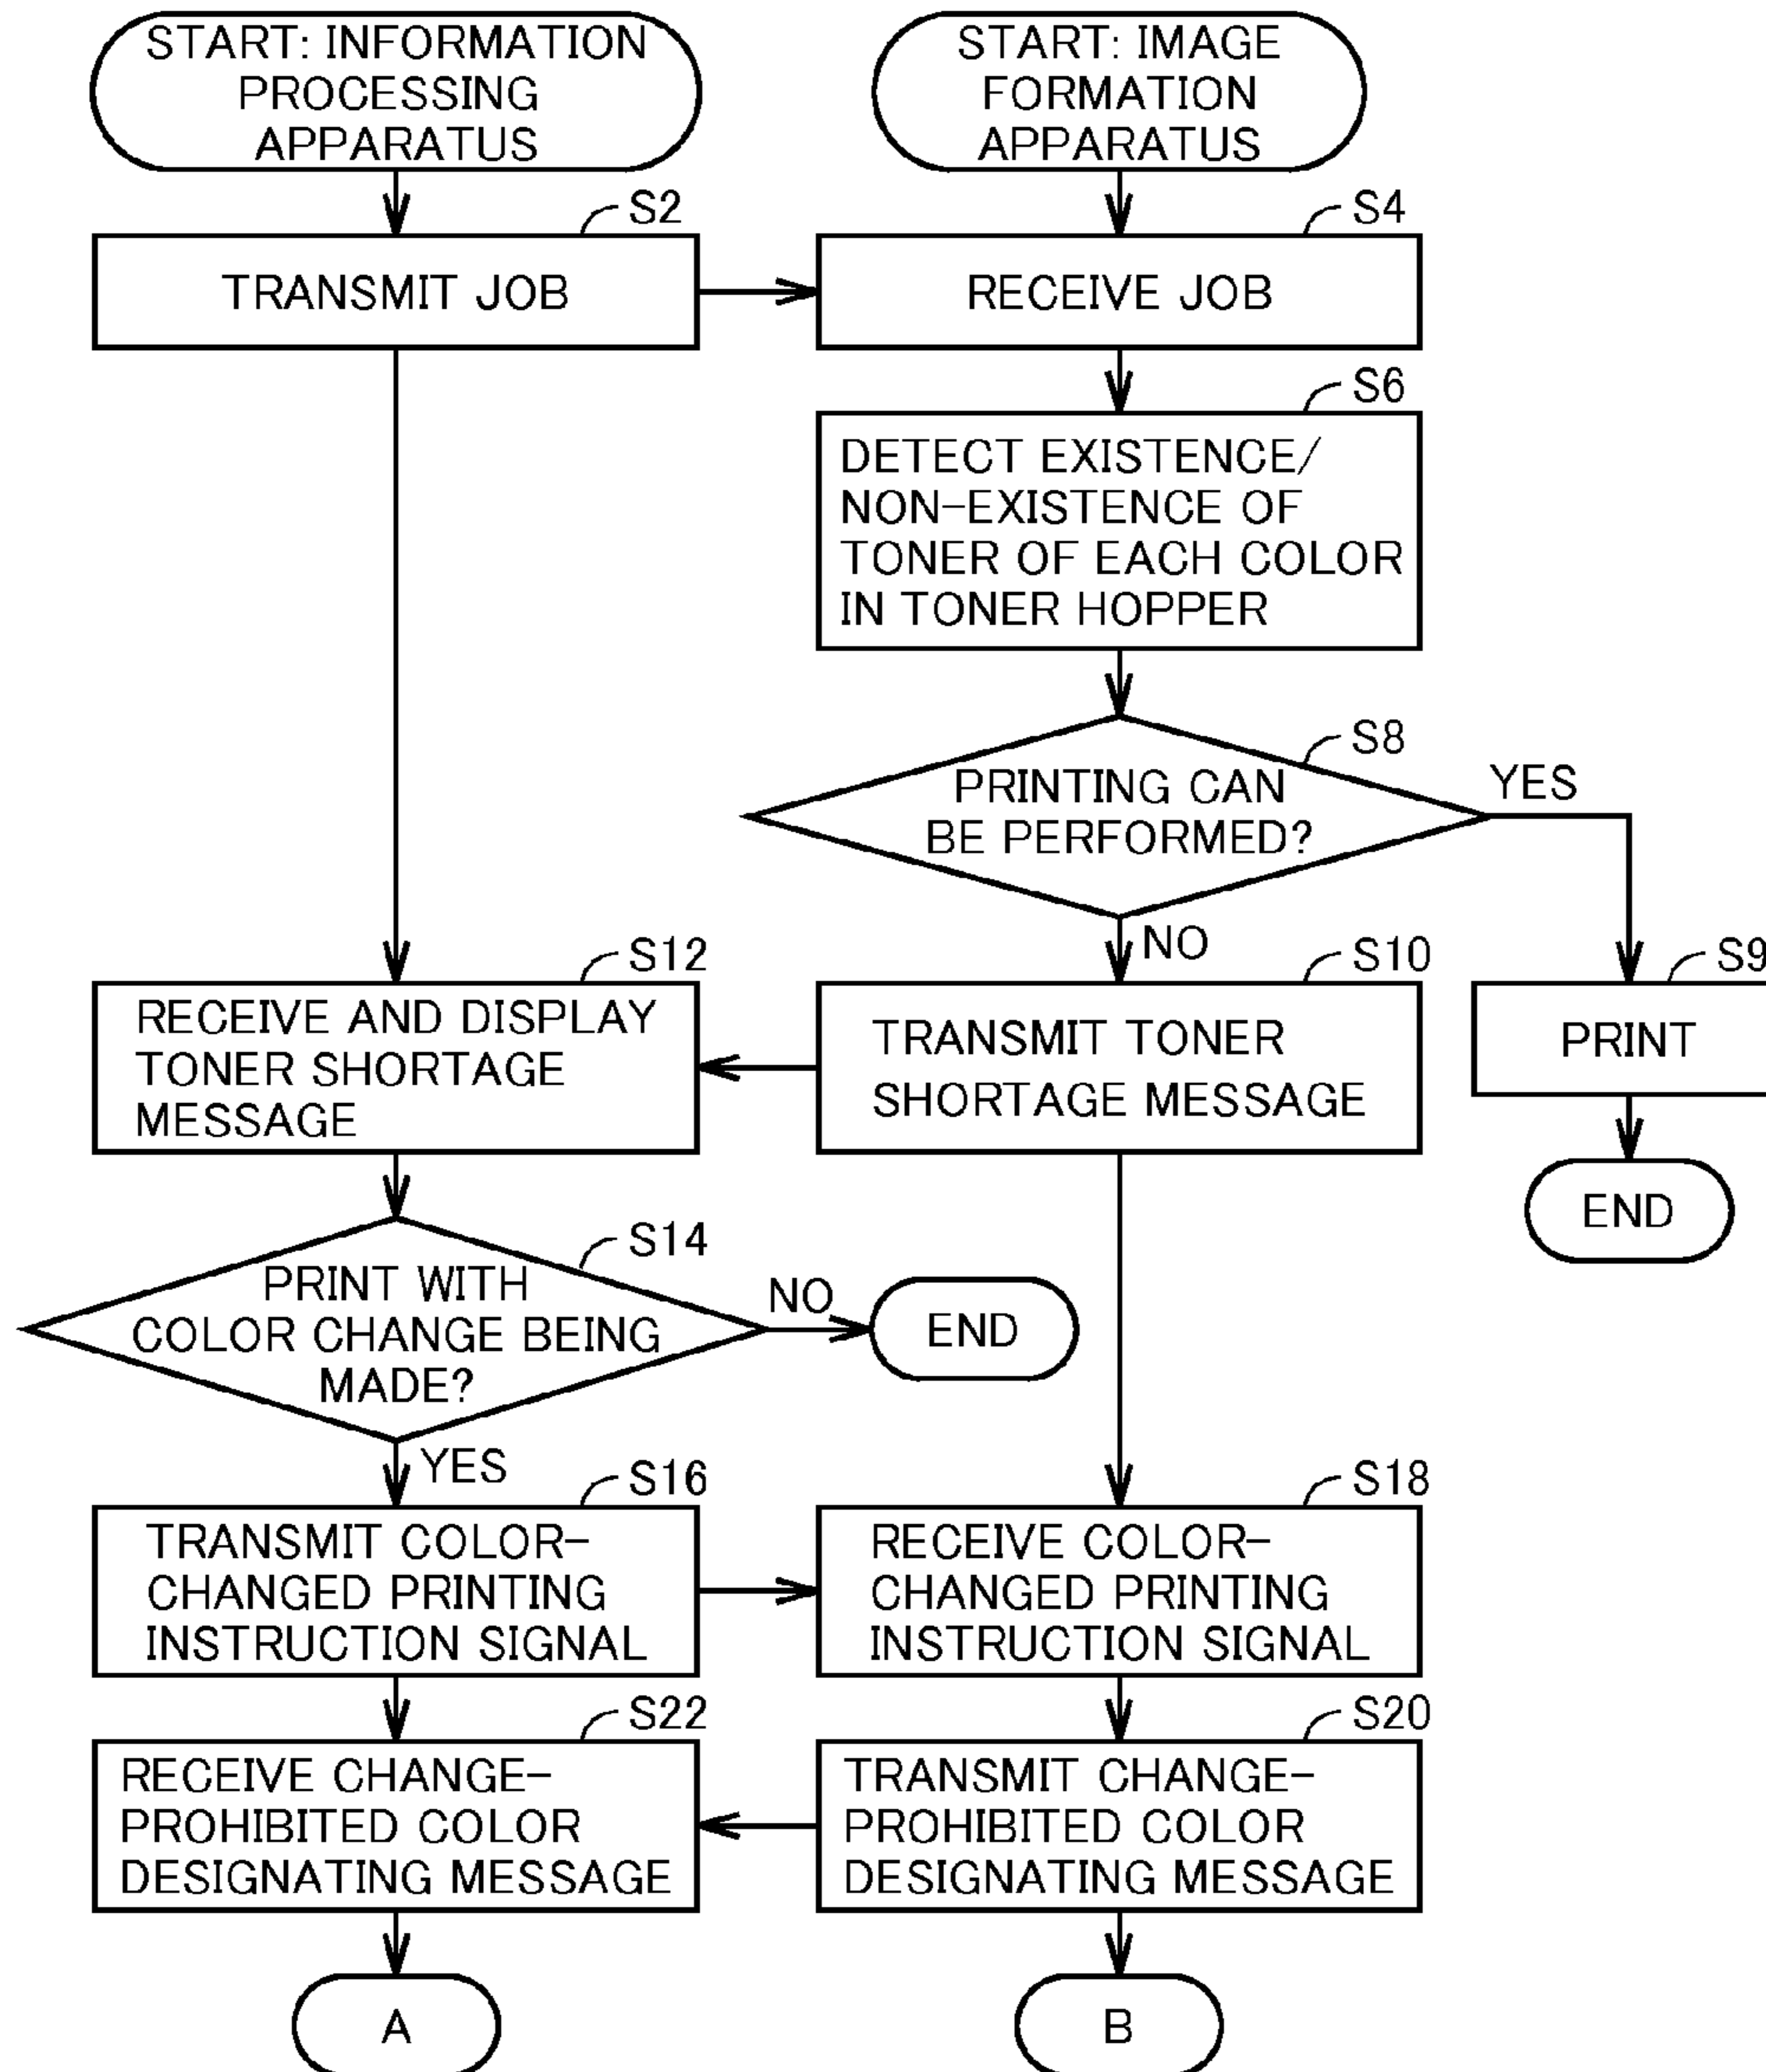 START: INFORMATION
PROCESSING
APPARATUS
START: IMAGE
FORMATION
APPARATUS
S2
TRANSMIT JOB
S4
RECEIVE JOB
S6
DETECT EXISTENCE/
NON-EXISTENCE OF
TONER OF EACH COLOR
IN TONER HOPPER
S8
PRINTING CAN
BE PERFORMED?
YES
NO
S12
RECEIVE AND DISPLAY
TONER SHORTAGE
MESSAGE
S10
TRANSMIT TONER
SHORTAGE MESSAGE
S9
PRINT
END
S14
PRINT WITH
COLOR CHANGE BEING
MADE?
NO
END
YES
S16
TRANSMIT COLOR-
CHANGED PRINTING
INSTRUCTION SIGNAL
S18
RECEIVE COLOR-
CHANGED PRINTING
INSTRUCTION SIGNAL
S22
RECEIVE CHANGE-
PROHIBITED COLOR
DESIGNATING MESSAGE
S20
TRANSMIT CHANGE-
PROHIBITED COLOR
DESIGNATING MESSAGE
A
B